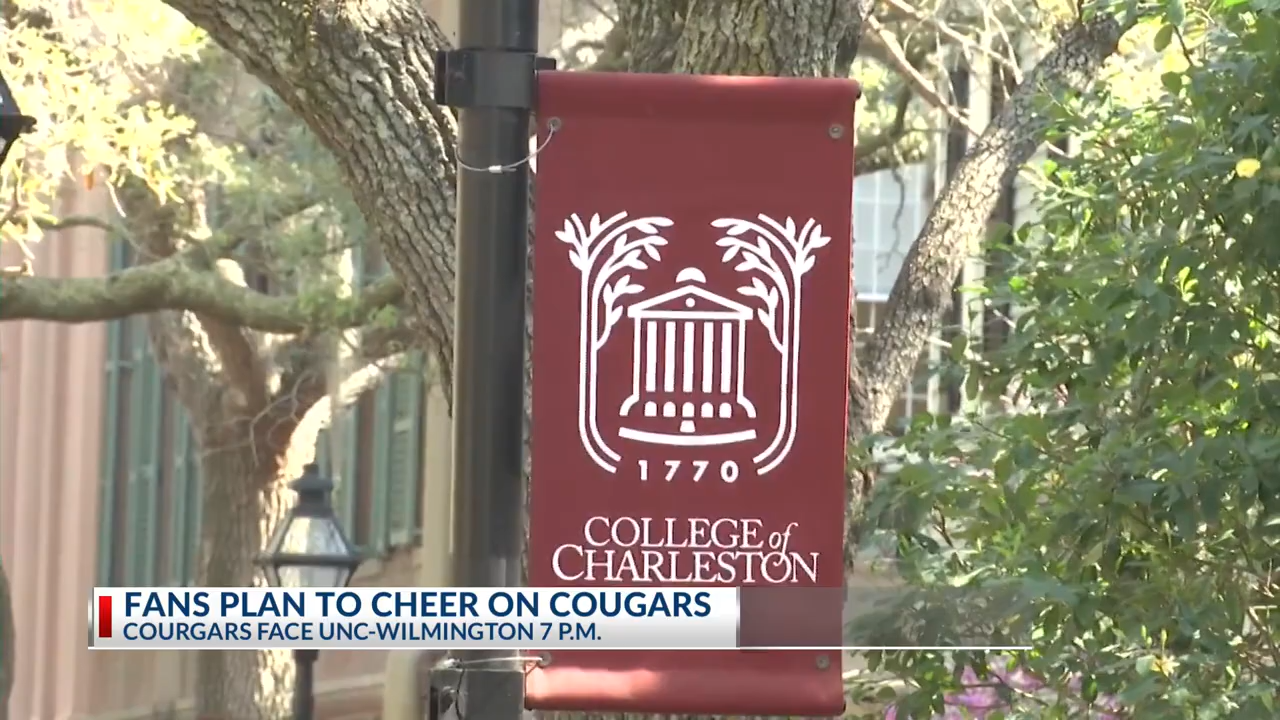 1770
COLLEGE of
CHARLESTON
FANS PLAN TO CHEER ON COUGARS
COURGARS FACE UNC-WILMINGTON 7 P.M.